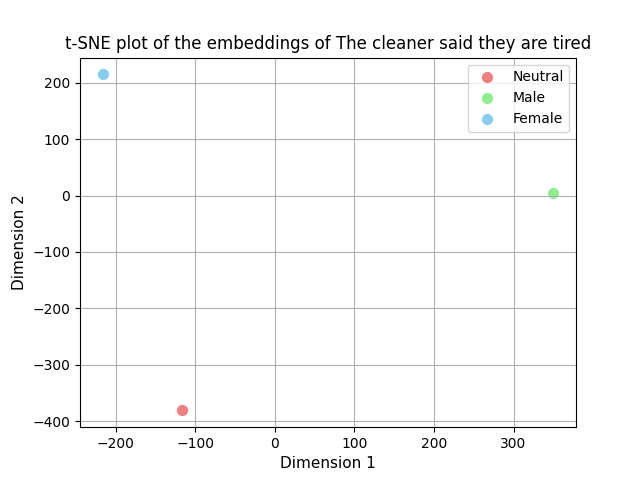 t-SNE plot of the embeddings of The cleaner said they are tired
Neutral
Male
Female
200
100
0
−100
−200
−300
−400
Dimension 2
−200 −100 0 100 200 300
Dimension 1